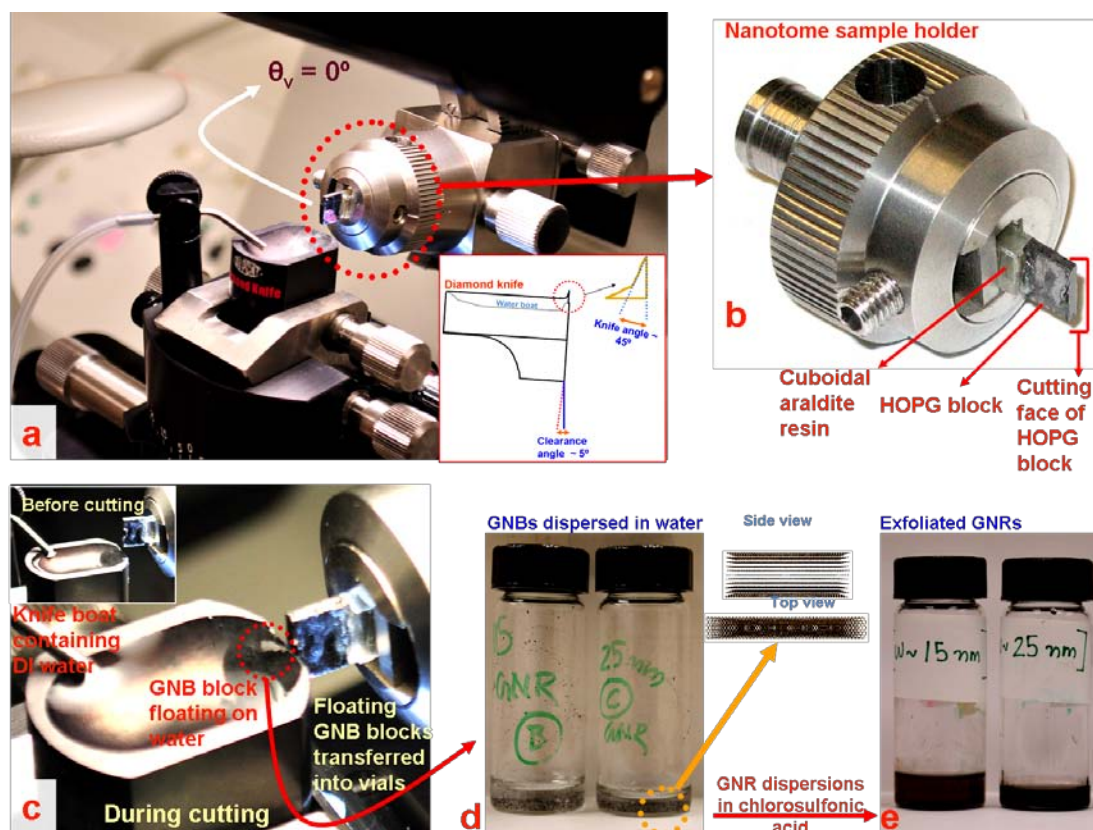 θv = 0º
Diamond knife
Water boat
Knife angle ~
45º
Clearance
angle ~ 5º
a
Nanotome sample holder
b
Cuboidal
araldite
resin
HOPG block
Cutting
face of
HOPG
block
Before cutting
Knife boat
containing
DI water
GNB block
floating on
water
Floating
GNB blocks
transferred
into vials
c
During cutting
GNBs dispersed in water
GNR
B
25 nm
C
GNR
d
Side view
Top view
GNR dispersions
in chlorosulfonic
acid
Exfoliated GNRs
W ~ 15 nm]
~ 25 nm]
e